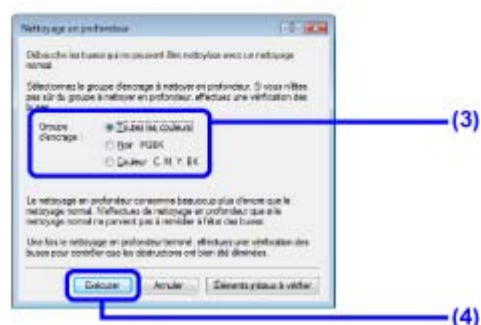 Nettoyage en profondeur
Débouche les buses qui ne peuvent être nettoyées avec un nettoyage
normal.
Sélectionnez le groupe d'encrage à nettoyer en profondeur. Si vous n'êtes
pas sûr du groupe à nettoyer en profondeur, effectuez une vérification des
buses.
(3)
Groupe
d'encrage :
Toutes les couleurs
Noir PGBK
Couleur C M Y BK
Le nettoyage en profondeur consomme beaucoup plus d'encre que le
nettoyage normal. N'effectuez de nettoyage en profondeur que si le
nettoyage normal ne parvient pas à remédier à l'état des buses.
Une fois le nettoyage en profondeur terminé, effectuez une vérification des
buses pour contrôler que les obstructions ont bien été éliminées.
Exécuter
Annuler
Éléments initiaux à vérifier
(4)